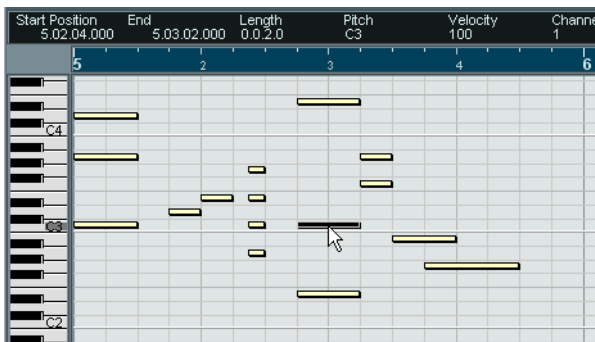 Start Position End Length Pitch Velocity Channe
5.02.04.000 5.03.02.000 0.0.2.0 C3 100 1
5 2 3 4 6
C4
C3
C2